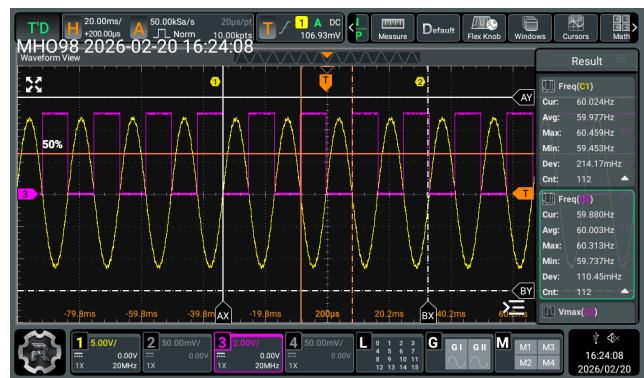 T'D H 20.00ms/ +200.00µs A 50.00kSa/s Norm 20µs/pt 10.00kpts T 1 A DC 106.93mV Measure Default Flex Knob Windows Cursors Math
MHO98 2026-02-20 16:24:08
Waveform View
Result
1 T 2
AY
50%
3 T
BY
-79.8ms -59.8ms -39.8m AX -19.8ms 200µs 20.2ms BX 40.2ms
Freq(C1)
Cur: 60.024Hz
Avg: 59.977Hz
Max: 60.459Hz
Min: 59.453Hz
Dev: 214.17mHz
Cnt: 112
Freq(C3)
Cur: 59.880Hz
Avg: 60.003Hz
Max: 60.313Hz
Min: 59.737Hz
Dev: 110.45mHz
Cnt: 112
1 5.00V/ 0.00V 1X 20MHz
2 50.00mV/ 0.00V 1X
3 2.00V/ 0.00V 1X 20MHz
4 50.00mV/ 0.00V 1X
L 0 1 2 3
4 5 6 7
8 9 10 11
12 13 14 15
G GI GII
M M1 M3
M2 M4
16:24:08
2026/02/20